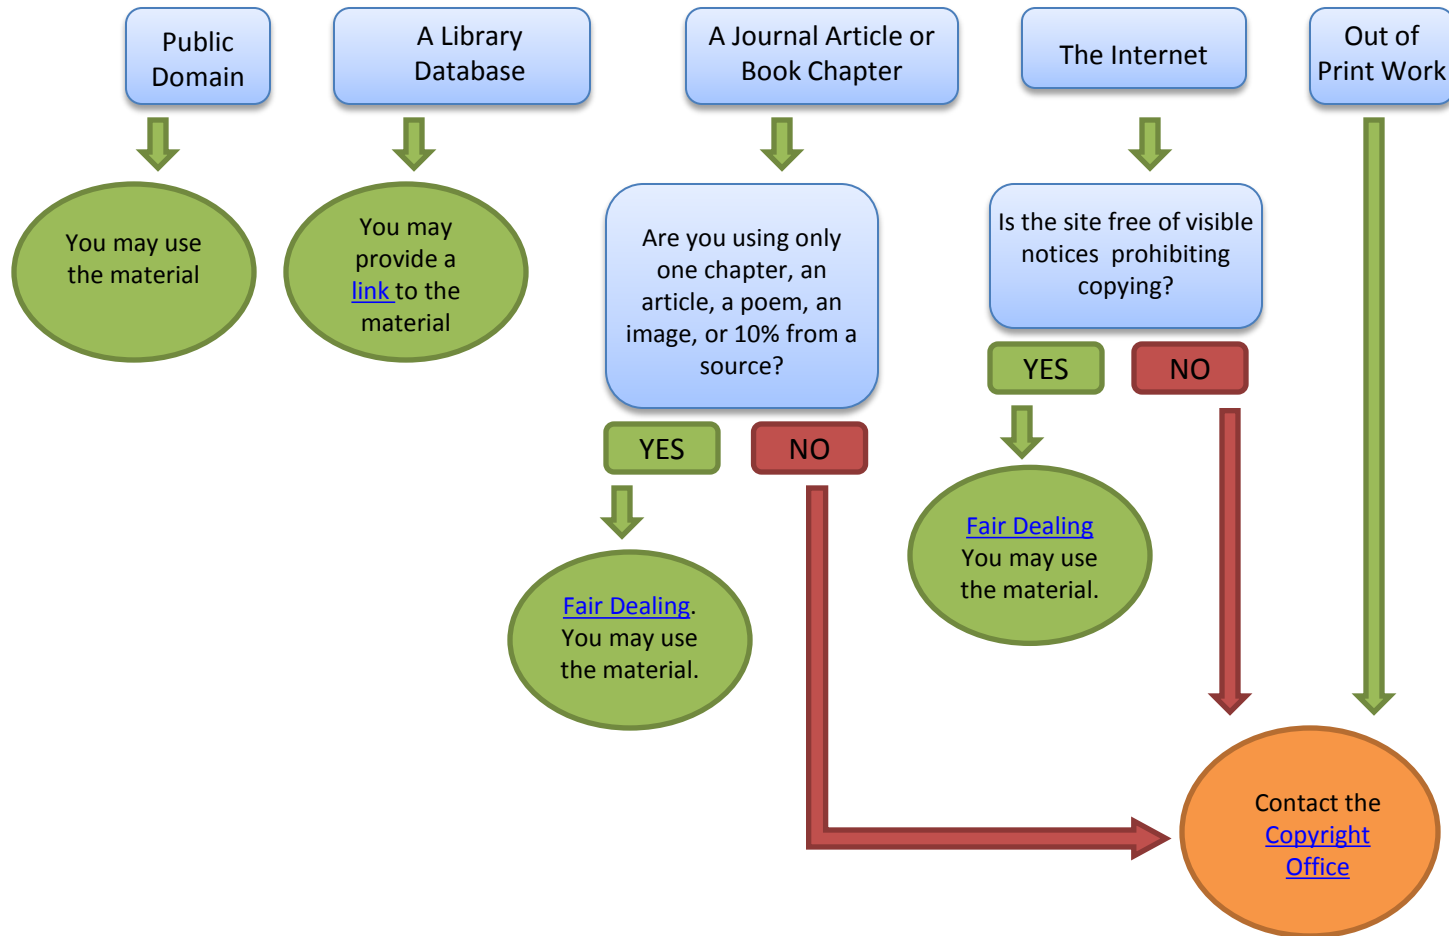 Public
Domain
A Library
Database
A Journal Article or
Book Chapter
The Internet
Out of
Print Work
You may use
the material
You may
provide a
link to the
material
Are you using only
one chapter, an
article, a poem, an
image, or 10% from a
source?
Is the site free of visible
notices prohibiting
copying?
YES
NO
YES
NO
Fair Dealing.
You may use
the material.
Fair Dealing
You may use
the material.
Contact the
Copyright
Office